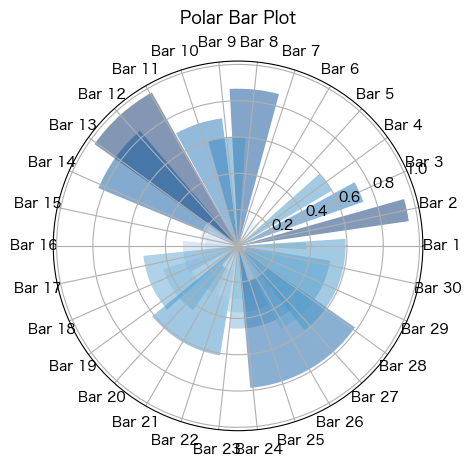 Polar Bar Plot
Bar 1
Bar 2
Bar 3
Bar 4
Bar 5
Bar 6
Bar 7
Bar 8
Bar 9
Bar 10
Bar 11
Bar 12
Bar 13
Bar 14
Bar 15
Bar 16
Bar 17
Bar 18
Bar 19
Bar 20
Bar 21
Bar 22
Bar 23
Bar 24
Bar 25
Bar 26
Bar 27
Bar 28
Bar 29
Bar 30
0.2
0.4
0.6
0.8
1.0